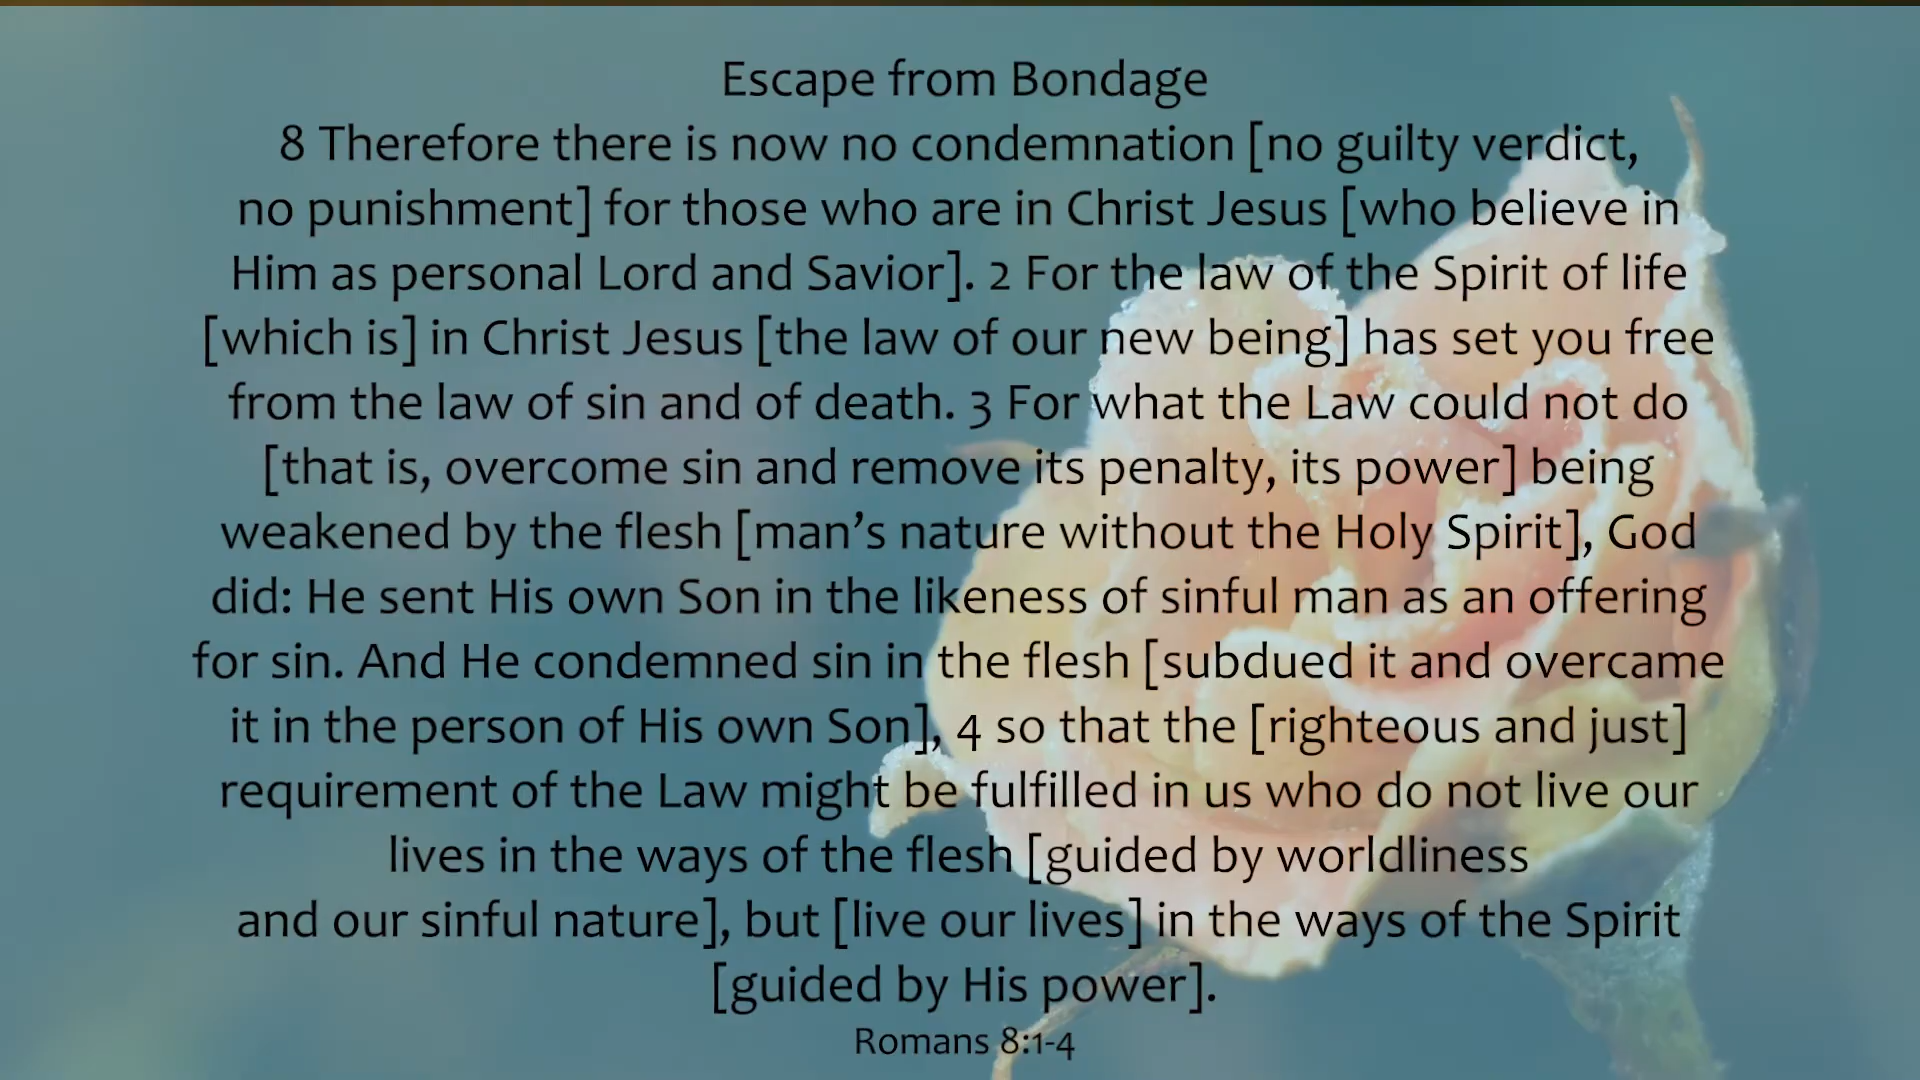 Escape from Bondage
8 Therefore there is now no condemnation [no guilty verdict,
no punishment] for those who are in Christ Jesus [who believe in
Him as personal Lord and Savior]. 2 For the law of the Spirit of life
[which is] in Christ Jesus [the law of our new being] has set you free
from the law of sin and of death. 3 For what the Law could not do
[that is, overcome sin and remove its penalty, its power] being
weakened by the flesh [man’s nature without the Holy Spirit], God
did: He sent His own Son in the likeness of sinful man as an offering
for sin. And He condemned sin in the flesh [subdued it and overcame
it in the person of His own Son], 4 so that the [righteous and just]
requirement of the Law might be fulfilled in us who do not live our
lives in the ways of the flesh [guided by worldliness
and our sinful nature], but [live our lives] in the ways of the Spirit
[guided by His power].
Romans 8:1-4